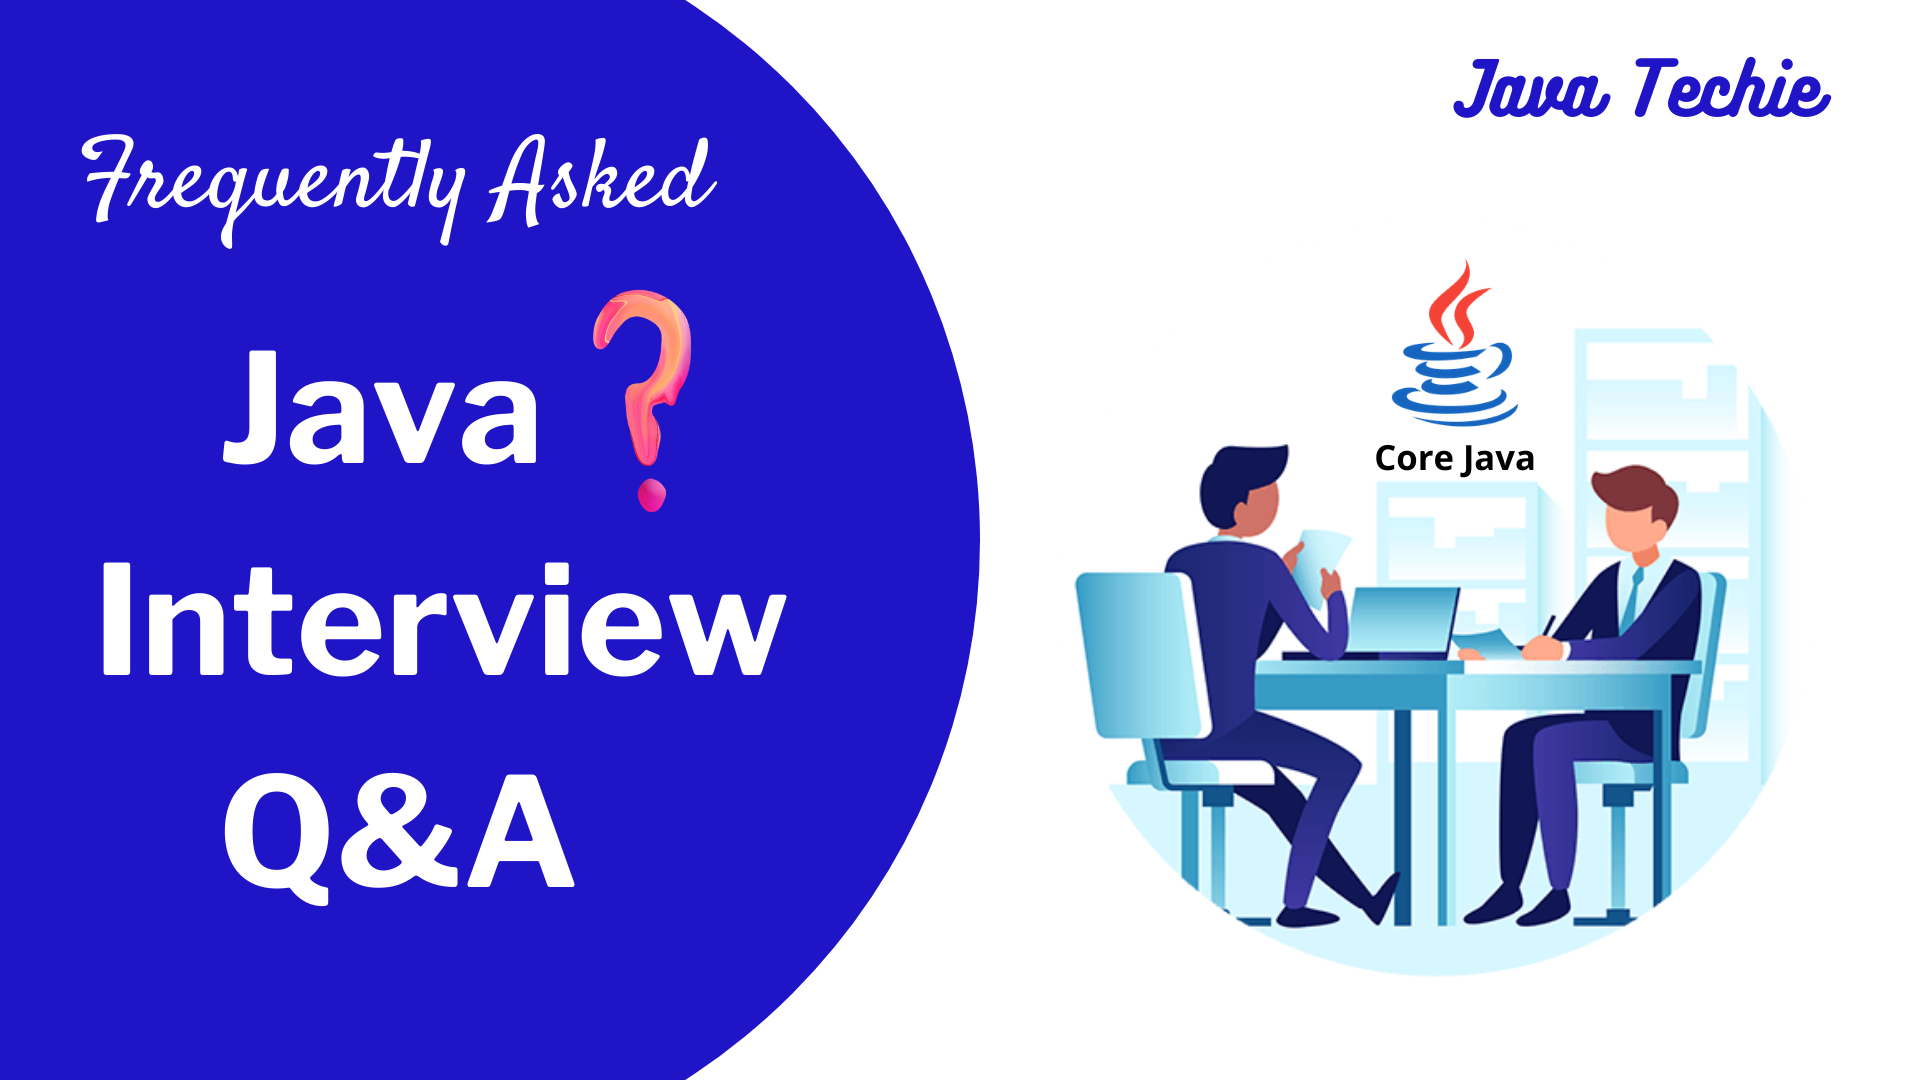 Frequently Asked
Java?
Interview
Q&A
Java Techie
Core Java